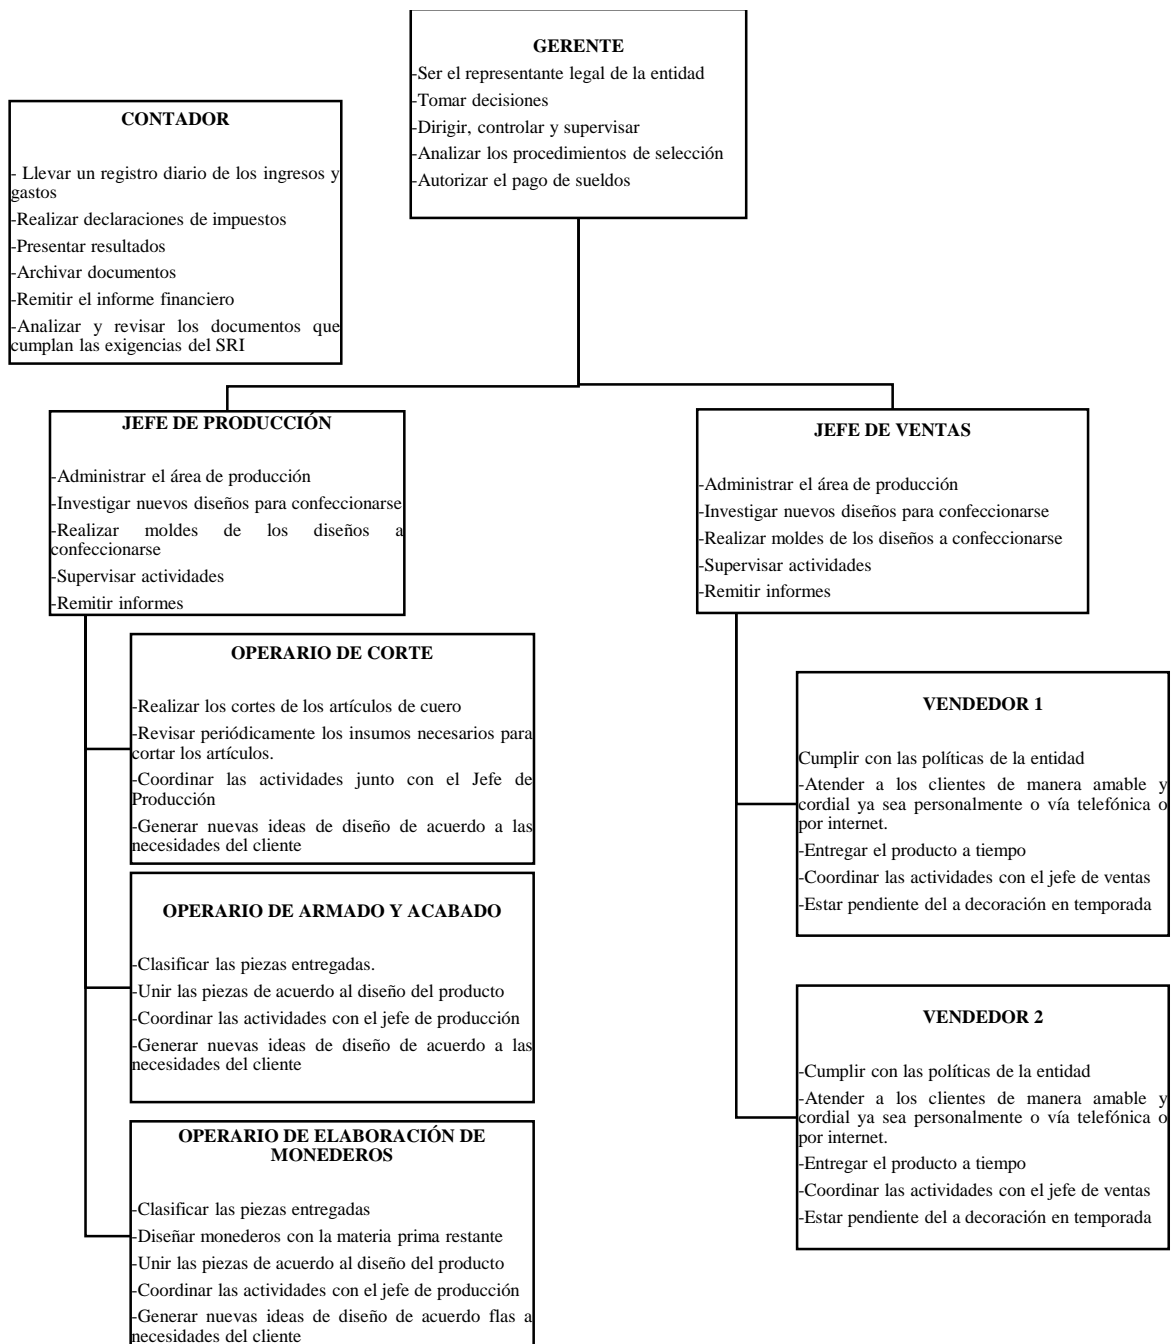 GERENTE
-Ser el representante legal de la entidad
-Tomar decisiones
-Dirigir, controlar y supervisar
-Analizar los procedimientos de selección
-Autorizar el pago de sueldos
CONTADOR
- Llevar un registro diario de los ingresos y
gastos
-Realizar declaraciones de impuestos
-Presentar resultados
-Archivar documentos
-Remitir el informe financiero
-Analizar y revisar los documentos que
cumplan las exigencias del SRI
JEFE DE PRODUCCIÓN
-Administrar el área de producción
-Investigar nuevos diseños para confeccionarse
-Realizar moldes de los diseños a
confeccionarse
-Supervisar actividades
-Remitir informes
JEFE DE VENTAS
-Administrar el área de producción
-Investigar nuevos diseños para confeccionarse
-Realizar moldes de los diseños a confeccionarse
-Supervisar actividades
-Remitir informes
OPERARIO DE CORTE
-Realizar los cortes de los artículos de cuero
-Revisar periódicamente los insumos necesarios para
cortar los artículos.
-Coordinar las actividades junto con el Jefe de
Producción
-Generar nuevas ideas de diseño de acuerdo a las
necesidades del cliente
OPERARIO DE ARMADO Y ACABADO
-Clasificar las piezas entregadas.
-Unir las piezas de acuerdo al diseño del producto
-Coordinar las actividades con el jefe de producción
-Generar nuevas ideas de diseño de acuerdo a las
necesidades del cliente
OPERARIO DE ELABORACIÓN DE
MONEDEROS
-Clasificar las piezas entregadas
-Diseñar monederos con la materia prima restante
-Unir las piezas de acuerdo al diseño del producto
-Coordinar las actividades con el jefe de producción
-Generar nuevas ideas de diseño de acuerdo flas a
necesidades del cliente
VENDEDOR 1
Cumplir con las políticas de la entidad
-Atender a los clientes de manera amable y
cordial ya sea personalmente o vía telefónica o
por internet.
-Entregar el producto a tiempo
-Coordinar las actividades con el jefe de ventas
-Estar pendiente del a decoración en temporada
VENDEDOR 2
-Cumplir con las políticas de la entidad
-Atender a los clientes de manera amable y
cordial ya sea personalmente o vía telefónica o
por internet.
-Entregar el producto a tiempo
-Coordinar las actividades con el jefe de ventas
-Estar pendiente del a decoración en temporada